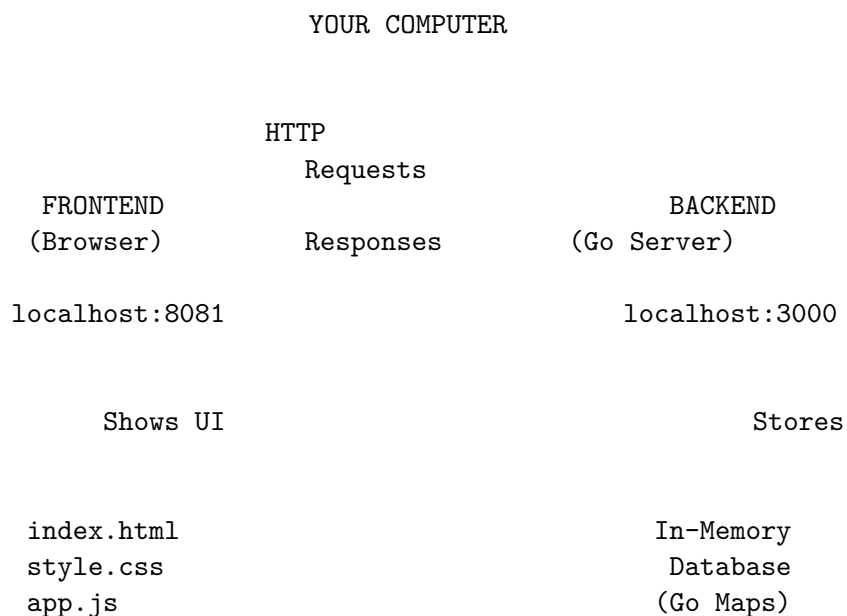 YOUR COMPUTER
HTTP
Requests
FRONTEND BACKEND
(Browser) Responses (Go Server)
localhost:8081 localhost:3000
Shows UI Stores
index.html In-Memory
style.css Database
app.js (Go Maps)